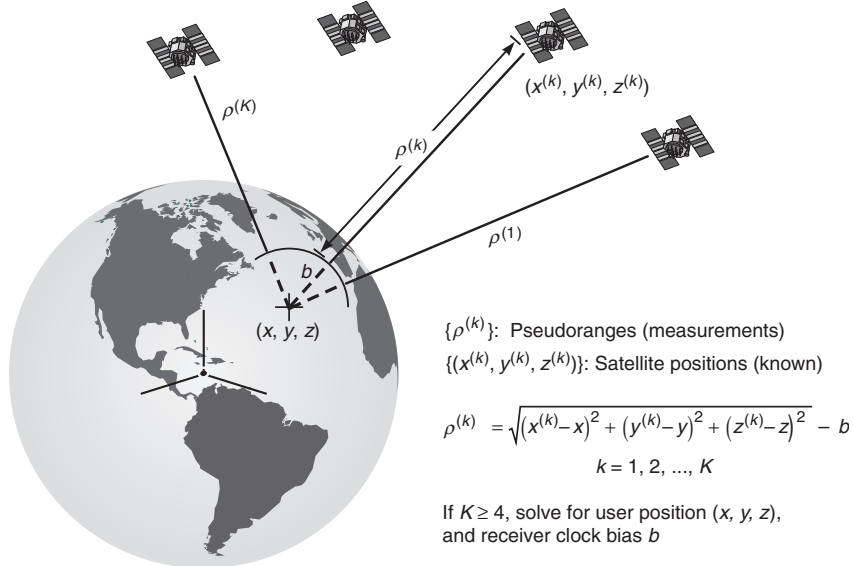 ρ(K)
(x(k), y(k), z(k))
ρ(k)
ρ(1)
b
(x, y, z)
{ρ(k)}: Pseudoranges (measurements)
{(x(k), y(k), z(k))}: Satellite positions (known)
ρ(k) = √(x(k)–x)2 + (y(k)–y)2 + (z(k)–z)2 – b
k = 1, 2, ..., K
If K ≥ 4, solve for user position (x, y, z),
and receiver clock bias b